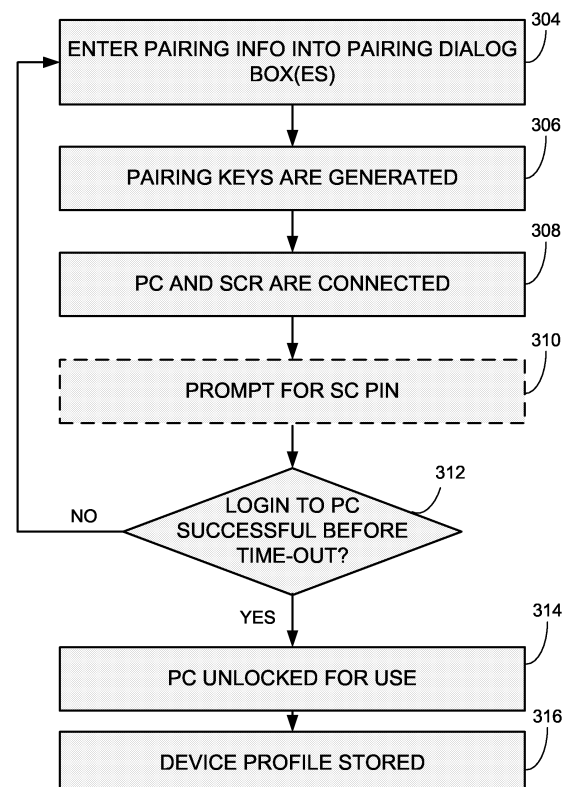 304
ENTER PAIRING INFO INTO PAIRING DIALOG
BOX(ES)
306
PAIRING KEYS ARE GENERATED
308
PC AND SCR ARE CONNECTED
310
PROMPT FOR SC PIN
312
LOGIN TO PC
SUCCESSFUL BEFORE
TIME-OUT?
NO
YES
314
PC UNLOCKED FOR USE
316
DEVICE PROFILE STORED